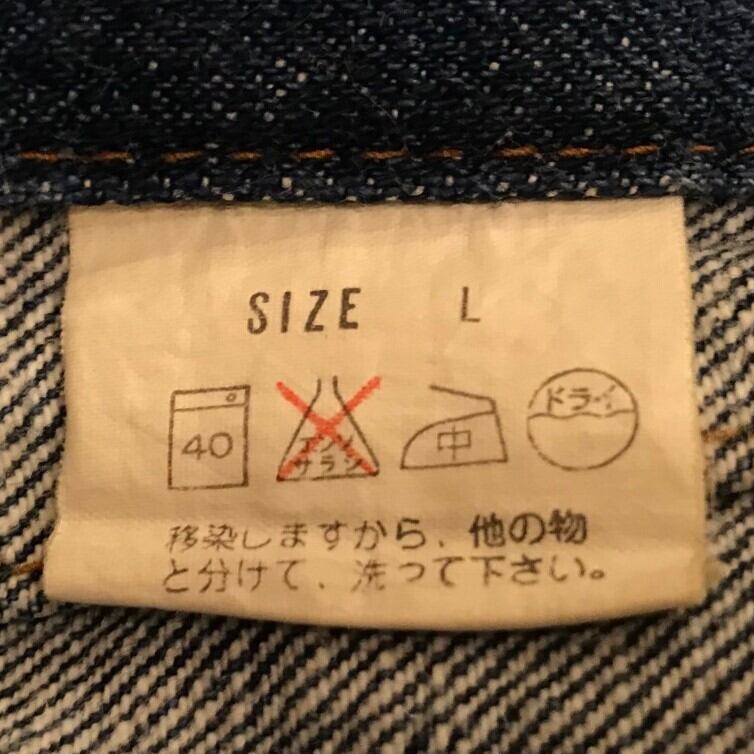 SIZE L
40 エンソ サラシ 中 ドライ
移染しますから、他の物
と分けて、洗って下さい。